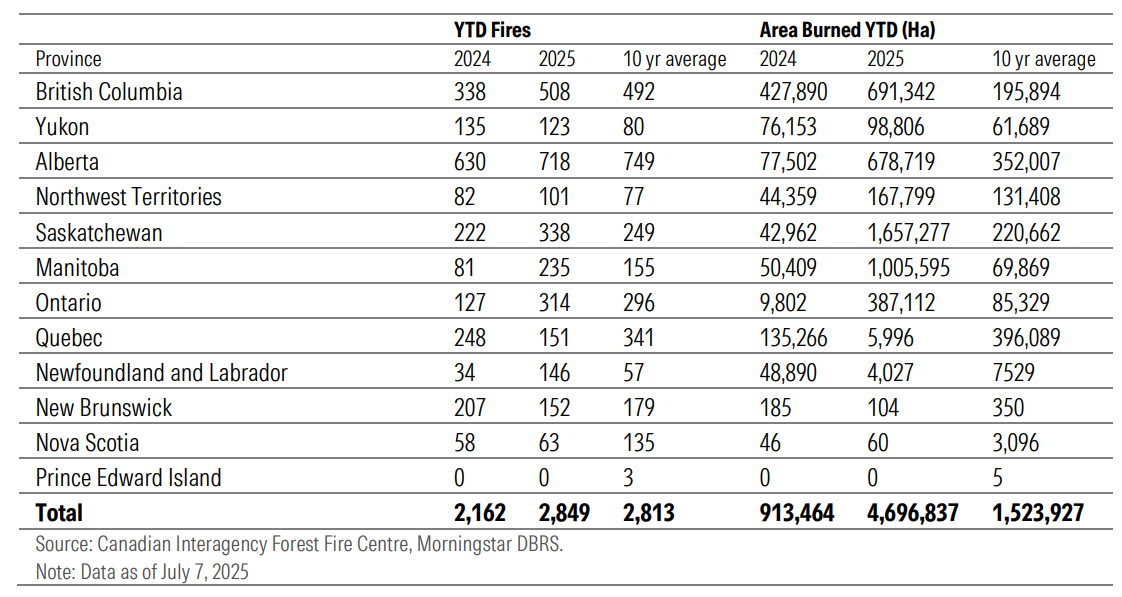 YTD Fires Area Burned YTD (Ha)
Province 2024 2025 10 yr average 2024 2025 10 yr average
British Columbia 338 508 492 427,890 691,342 195,894
Yukon 135 123 80 76,153 98,806 61,689
Alberta 630 718 749 77,502 678,719 352,007
Northwest Territories 82 101 77 44,359 167,799 131,408
Saskatchewan 222 338 249 42,962 1,657,277 220,662
Manitoba 81 235 155 50,409 1,005,595 69,869
Ontario 127 314 296 9,802 387,112 85,329
Quebec 248 151 341 135,266 5,996 396,089
Newfoundland and Labrador 34 146 57 48,890 4,027 7529
New Brunswick 207 152 179 185 104 350
Nova Scotia 58 63 135 46 60 3,096
Prince Edward Island 0 0 3 0 0 5
Total 2,162 2,849 2,813 913,464 4,696,837 1,523,927
Source: Canadian Interagency Forest Fire Centre, Morningstar DBRS.
Note: Data as of July 7, 2025